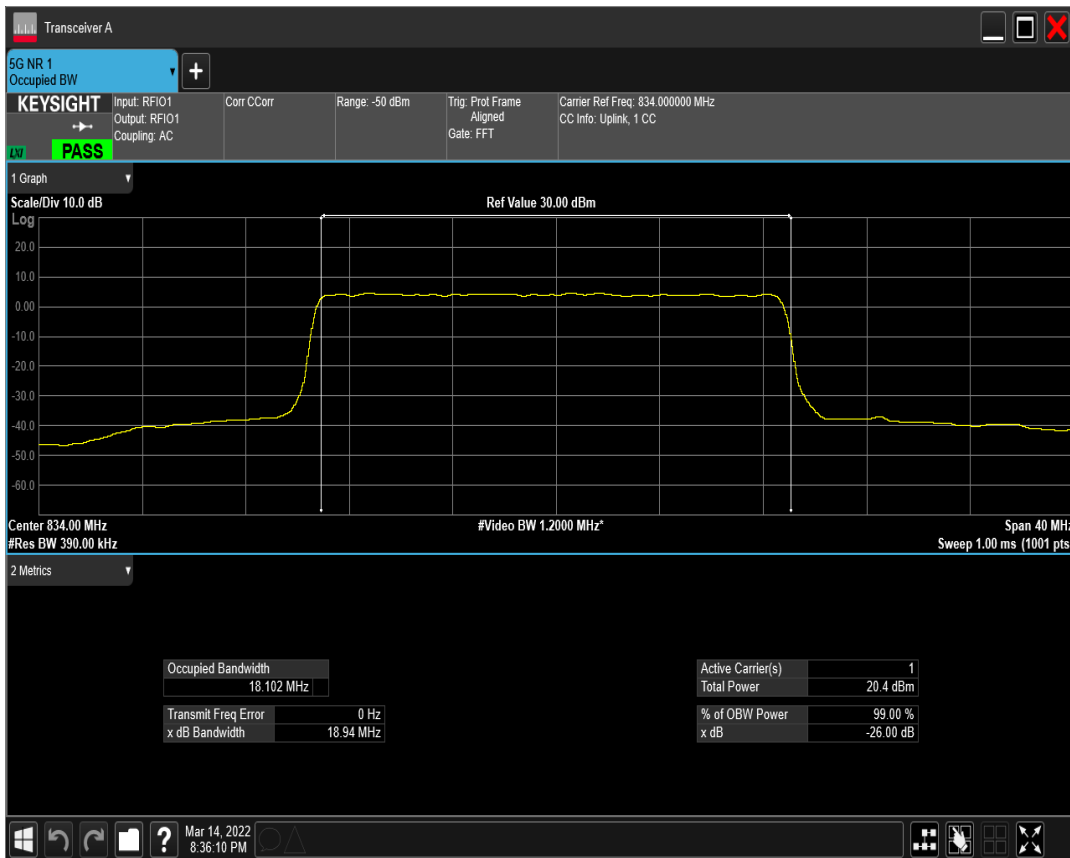 Transceiver A
5G NR 1
Occupied BW
+
KEYSIGHT
LXI
PASS
Input: RFIO1
Output: RFIO1
Coupling: AC
Corr CCorr
Range: -50 dBm
Trig: Prot Frame
Aligned
Gate: FFT
Carrier Ref Freq: 834.000000 MHz
CC Info: Uplink, 1 CC
1 Graph
Scale/Div 10.0 dB
Ref Value 30.00 dBm
Log
20.0
10.0
0.00
-10.0
-20.0
-30.0
-40.0
-50.0
-60.0
Center 834.00 MHz
#Video BW 1.2000 MHz*
Span 40 MHz
#Res BW 390.00 kHz
Sweep 1.00 ms (1001 pts
2 Metrics
Occupied Bandwidth
18.102 MHz
Transmit Freq Error 0 Hz
x dB Bandwidth 18.94 MHz
Active Carrier(s) 1
Total Power 20.4 dBm
% of OBW Power 99.00 %
x dB -26.00 dB
?
Mar 14, 2022
8:36:10 PM